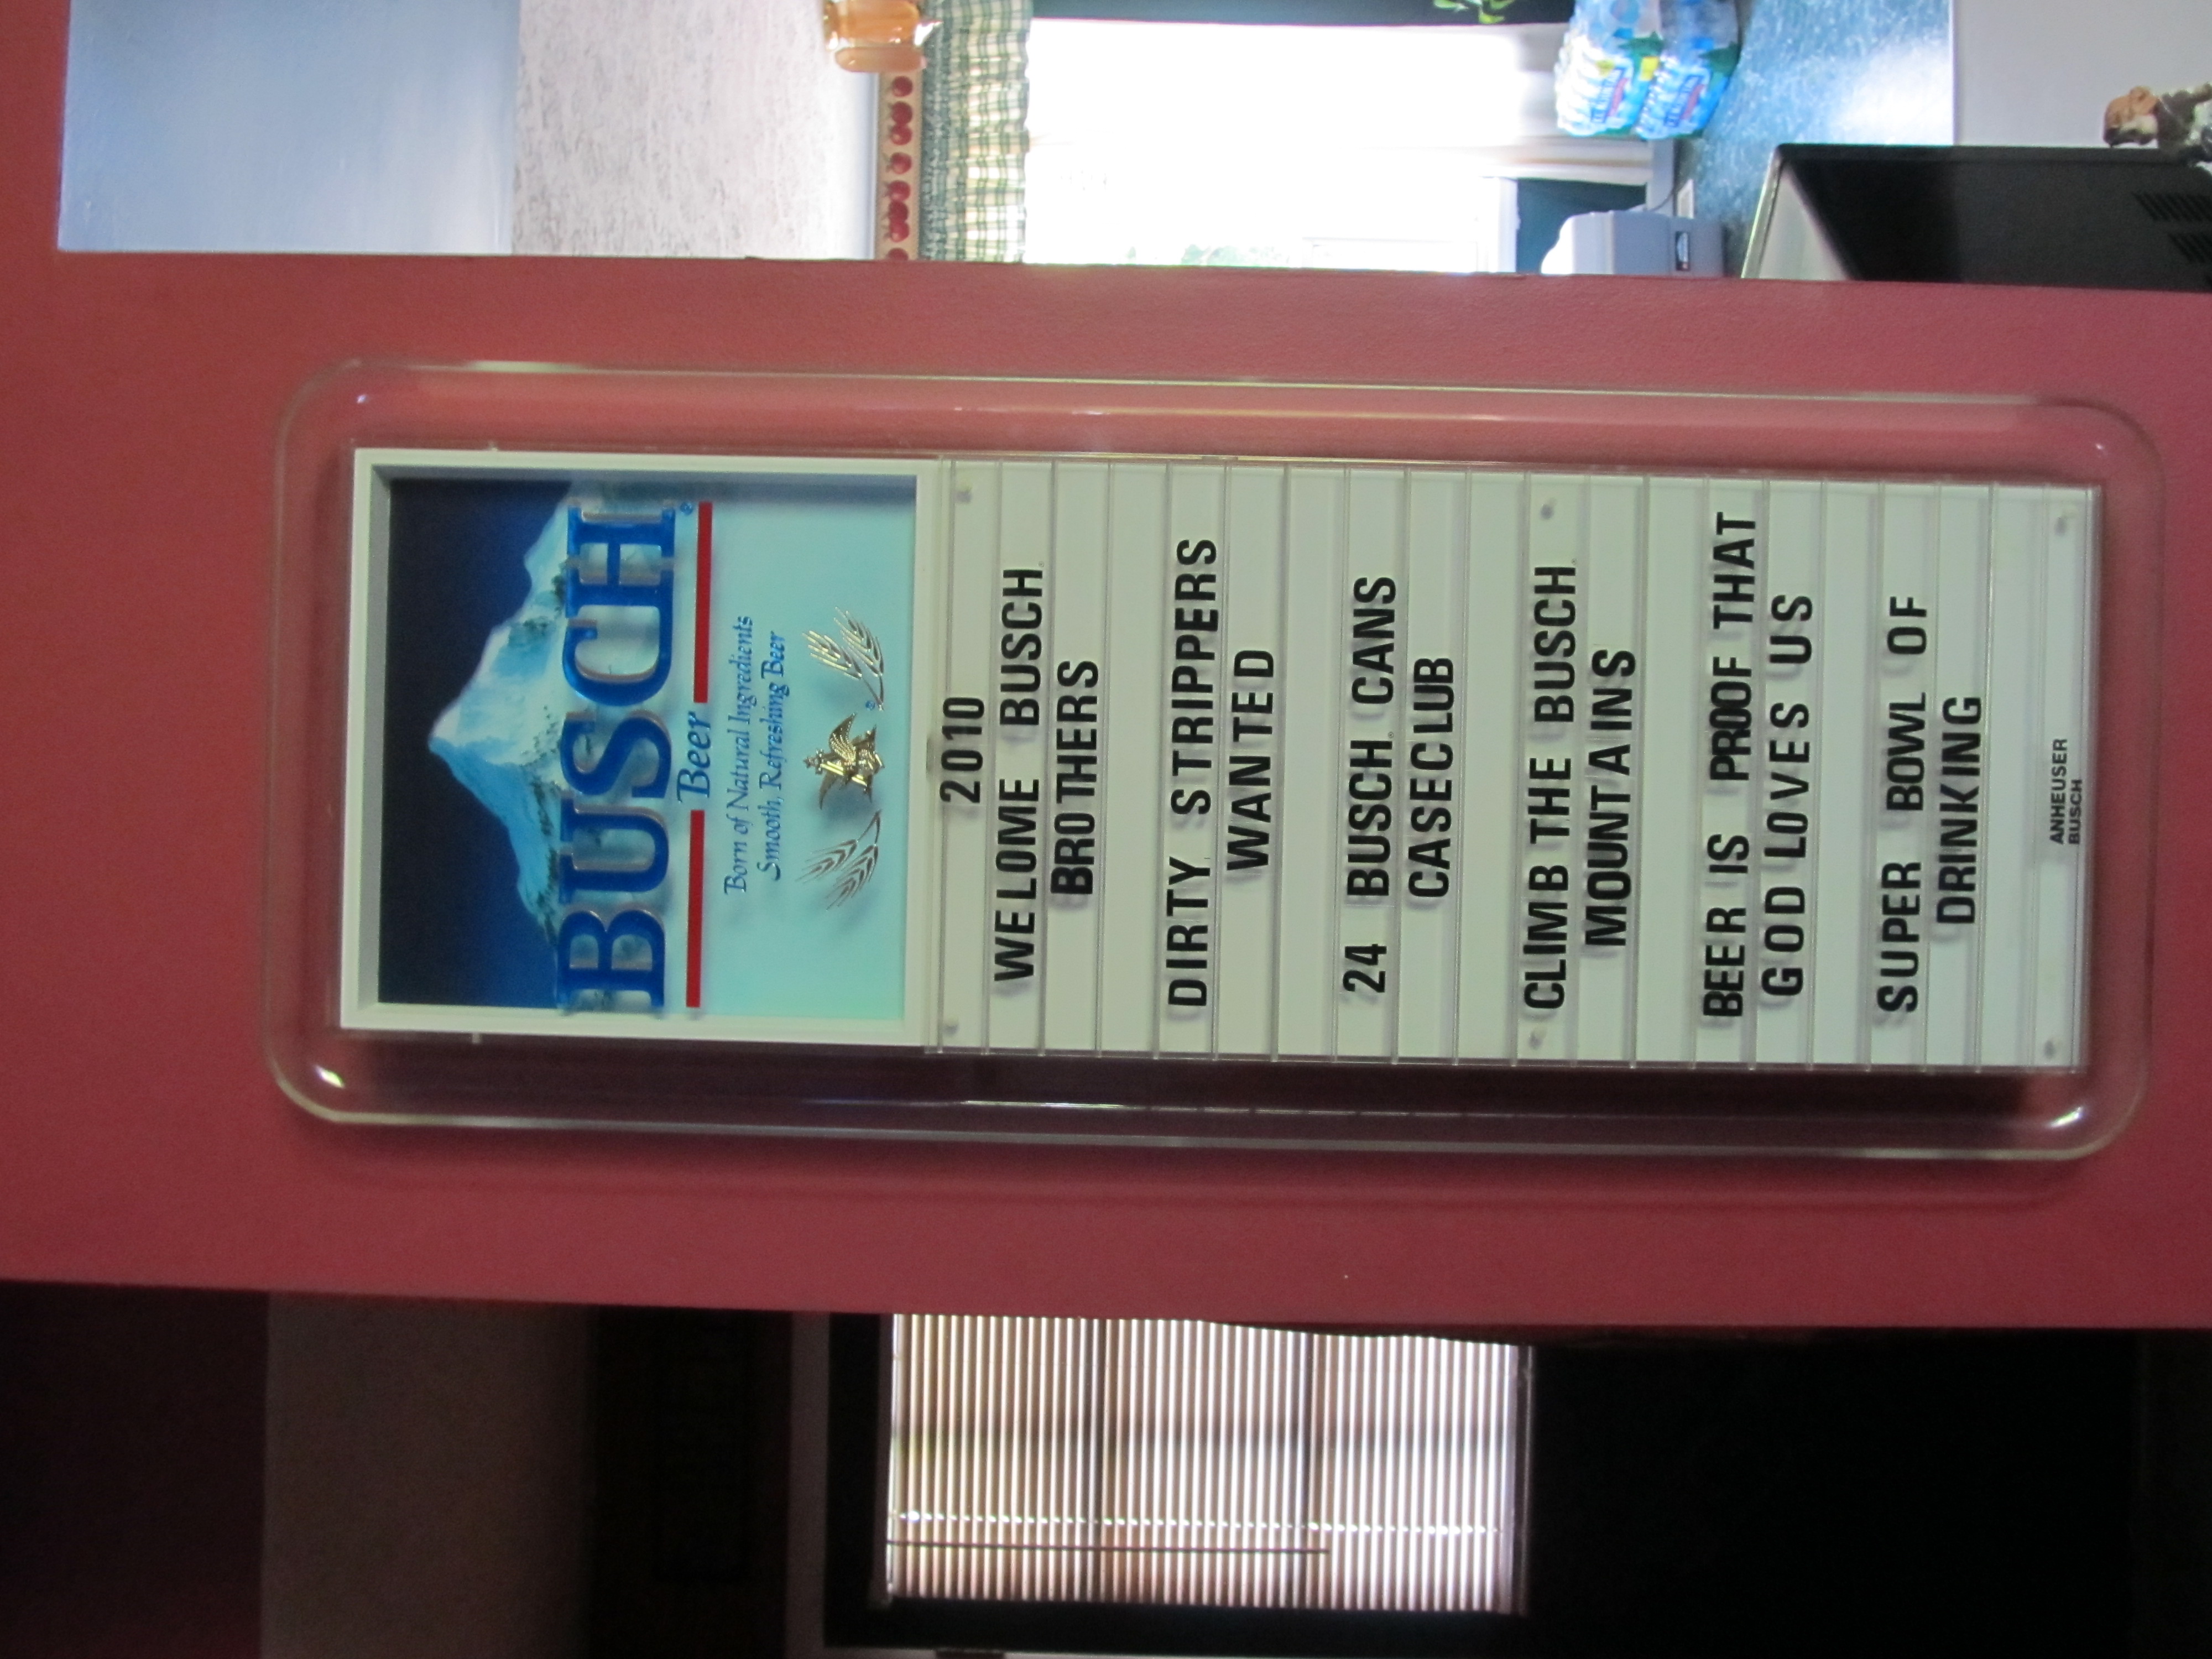 BUSCH®
Beer
Born of Natural Ingredients
Smooth, Refreshing Beer
2010
WELOME BUSCH
BROTHERS
DIRTY STRIPPERS
WANTED
24 BUSCH CANS
CASECLUB
CLIMB THE BUSCH
MOUNTAINS
BEER IS PROOF THAT
GOD LOVES US
SUPER BOWL OF
DRINKING
ANHEUSER
BUSCH